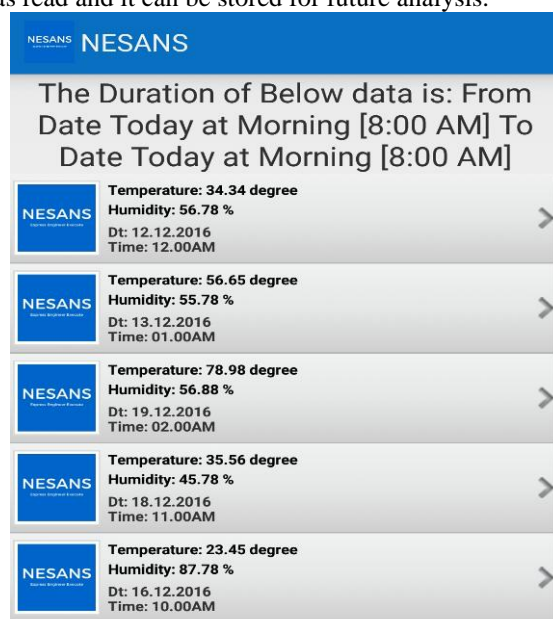 as read and it can be stored for future analysis.
NESANS NESANS
The Duration of Below data is: From
Date Today at Morning [8:00 AM] To
Date Today at Morning [8:00 AM]
Temperature: 34.34 degree
NESANS
Humidity: 56.78 %
Dt: 12.12.2016
Time: 12.00AM
Temperature: 56.65 degree
NESANS
Humidity: 55.78 %
Dt: 13.12.2016
Time: 01.00AM
Temperature: 78.98 degree
NESANS
Humidity: 56.88 %
Dt: 19.12.2016
Time: 02.00AM
Temperature: 35.56 degree
NESANS
Humidity: 45.78 %
Dt: 18.12.2016
Time: 11.00AM
Temperature: 23.45 degree
NESANS
Humidity: 87.78 %
Dt: 16.12.2016
Time: 10.00AM